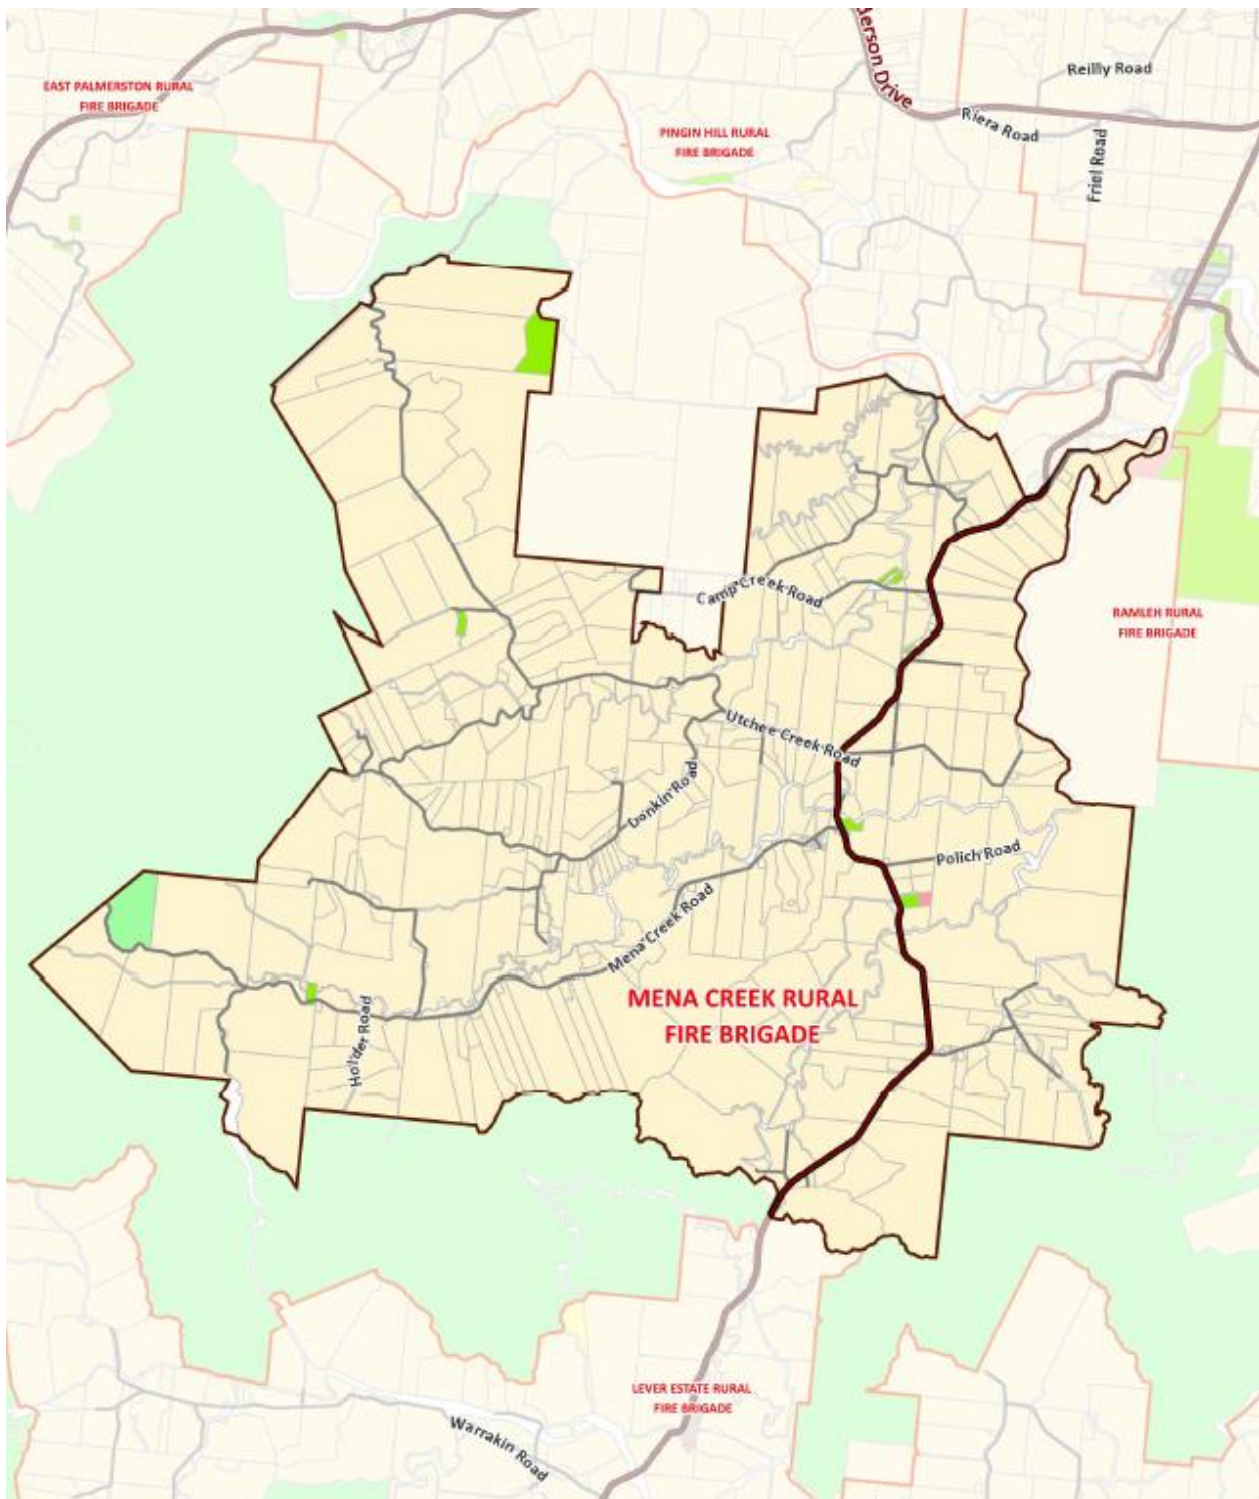 derson Drive
Reilly Road
EAST PALMERSTON RURAL
FIRE BRIGADE
Riera Road
PINGIN HILL RURAL
FIRE BRIGADE
Friel Road
Camp Creek Road
RAMLEH RURAL
FIRE BRIGADE
Utchee Creek Road
Donkin Road
Polich Road
Mena Creek Road
MENA CREEK RURAL
FIRE BRIGADE
Holder Road
LEVER ESTATE RURAL
FIRE BRIGADE
Warrakin Road